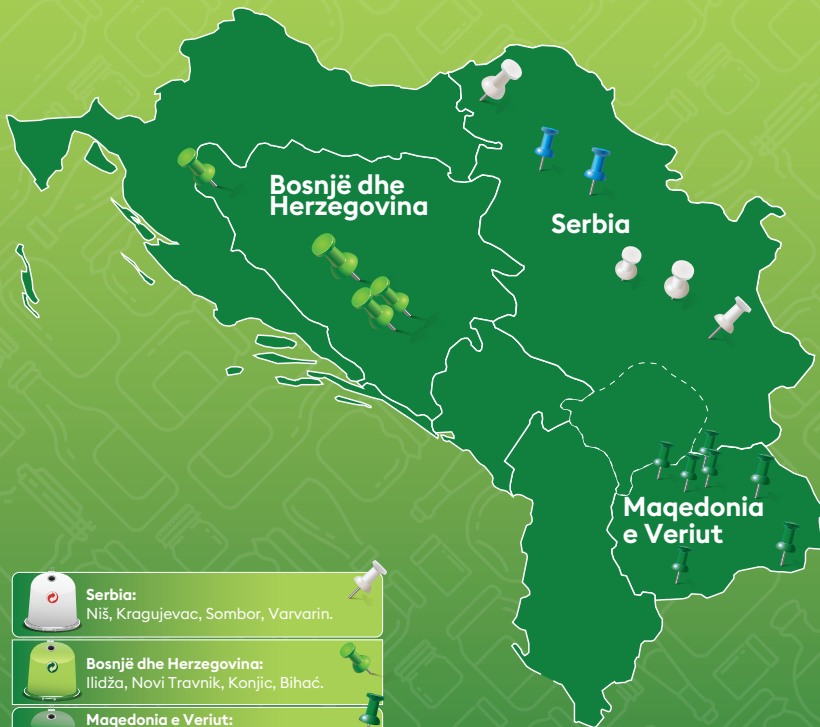 Bosnjë dhe
Herzegovina
Serbia
Maqedonia
e Veriut
Serbia:
Niš, Kragujevac, Sombor, Varvarin.
Bosnjë dhe Herzegovina:
Ilidža, Novi Travnik, Konjic, Bihać.
Maqedonia e Veriut: